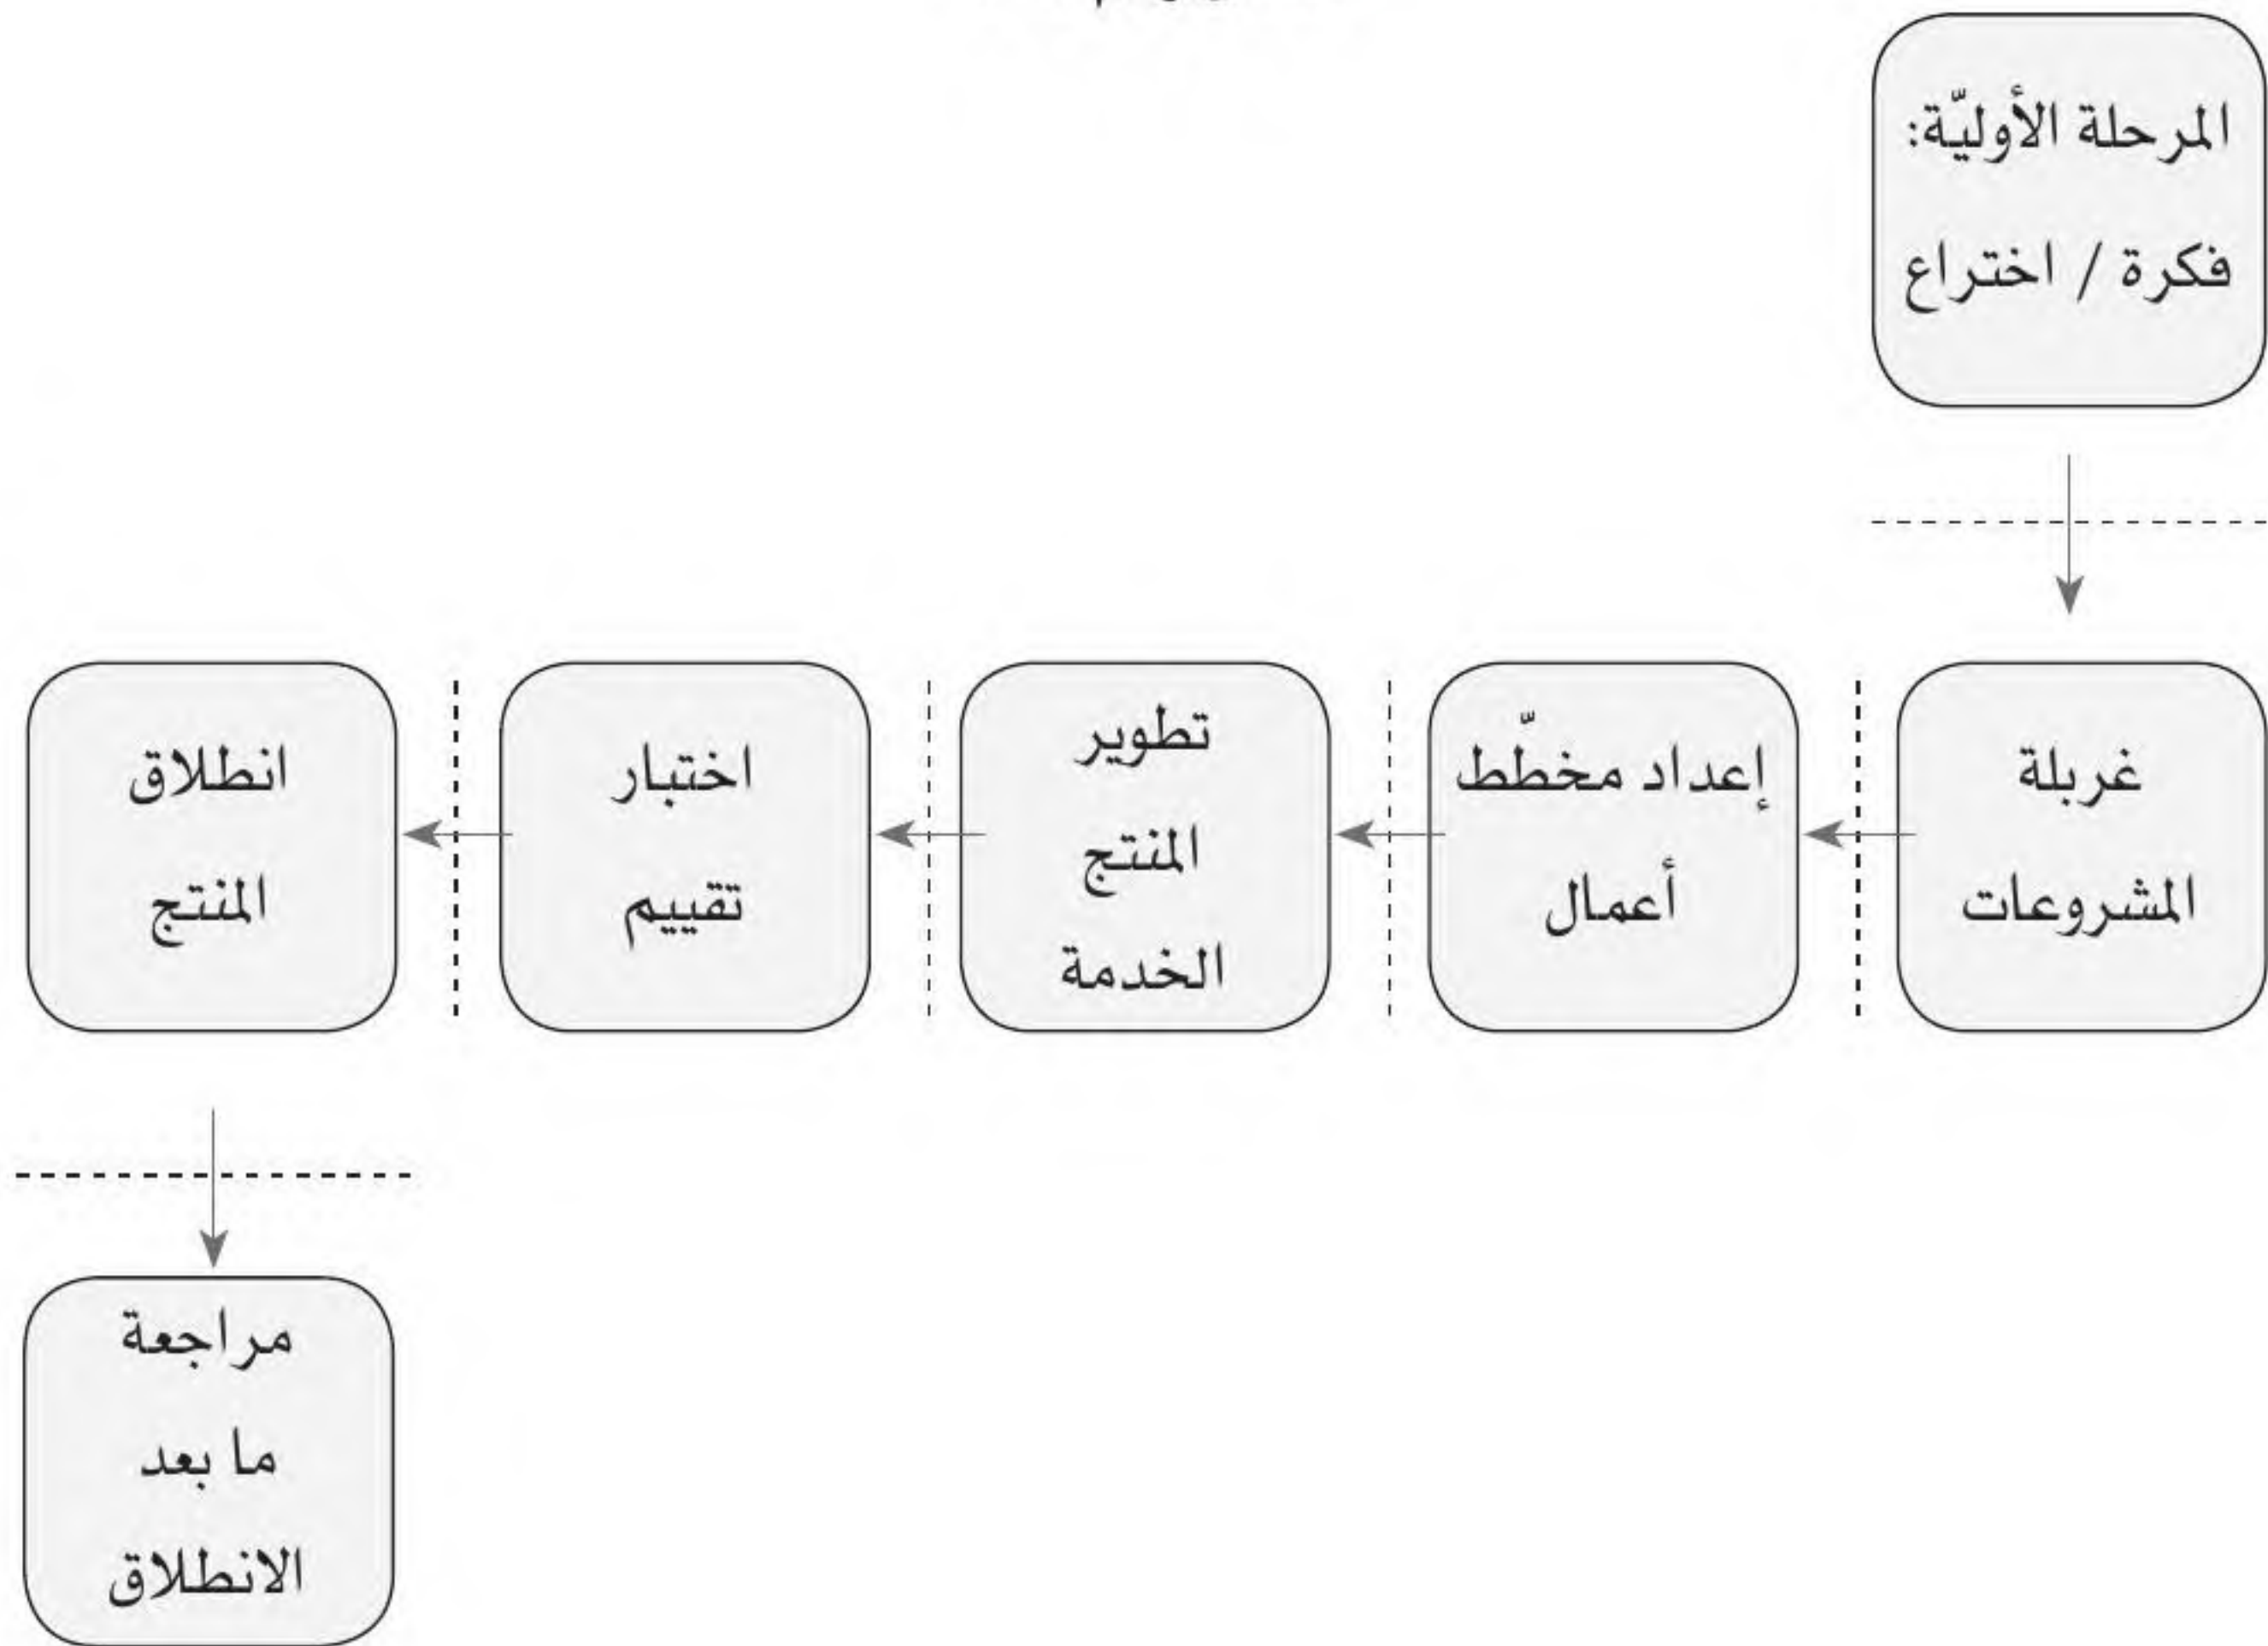 المرحلة الأوليّة:
فكرة / اختراع
غربلة
المشروعات
إعداد مخطّط
أعمال
تطوير
المنتج
الخدمة
اختبار
تقييم
انطلاق
المنتج
مراجعة
ما بعد
الانطلاق